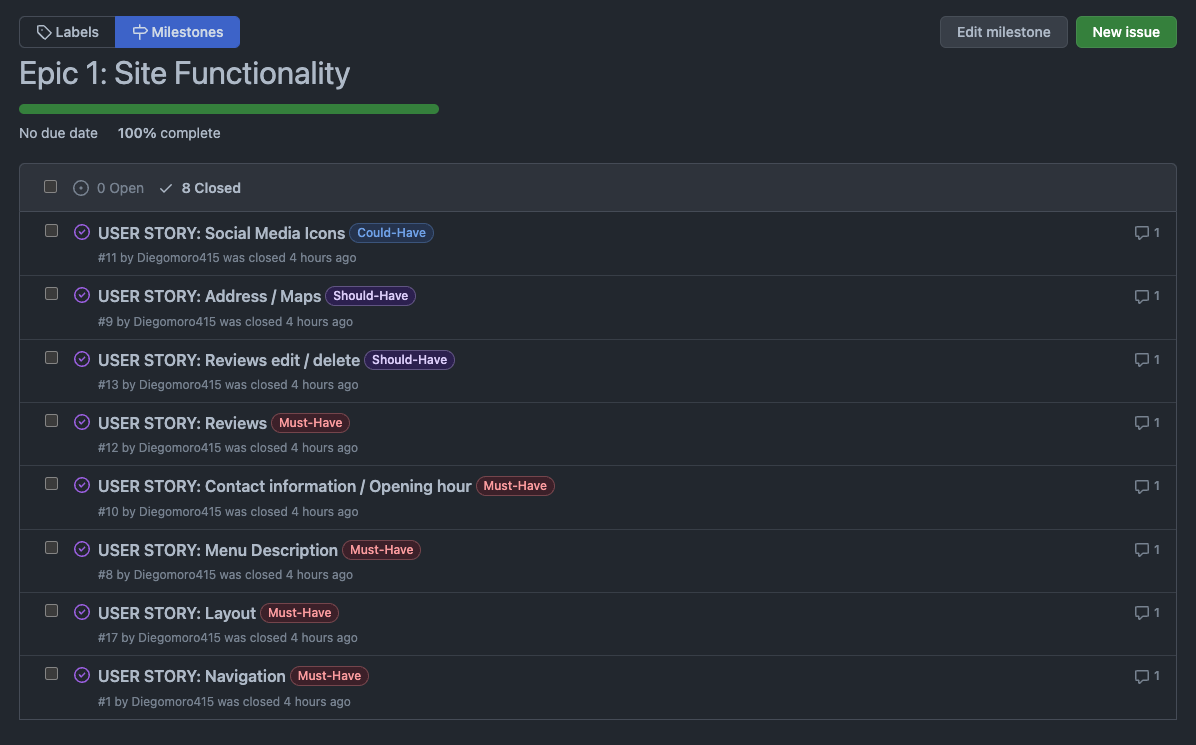 Labels Milestones Edit milestone New issue
Epic 1: Site Functionality
No due date 100% complete
0 Open 8 Closed
USER STORY: Social Media Icons Could-Have 1
#11 by Diegomoro415 was closed 4 hours ago
USER STORY: Address / Maps Should-Have 1
#9 by Diegomoro415 was closed 4 hours ago
USER STORY: Reviews edit / delete Should-Have 1
#13 by Diegomoro415 was closed 4 hours ago
USER STORY: Reviews Must-Have 1
#12 by Diegomoro415 was closed 4 hours ago
USER STORY: Contact information / Opening hour Must-Have 1
#10 by Diegomoro415 was closed 4 hours ago
USER STORY: Menu Description Must-Have 1
#8 by Diegomoro415 was closed 4 hours ago
USER STORY: Layout Must-Have 1
#17 by Diegomoro415 was closed 4 hours ago
USER STORY: Navigation Must-Have 1
#1 by Diegomoro415 was closed 4 hours ago